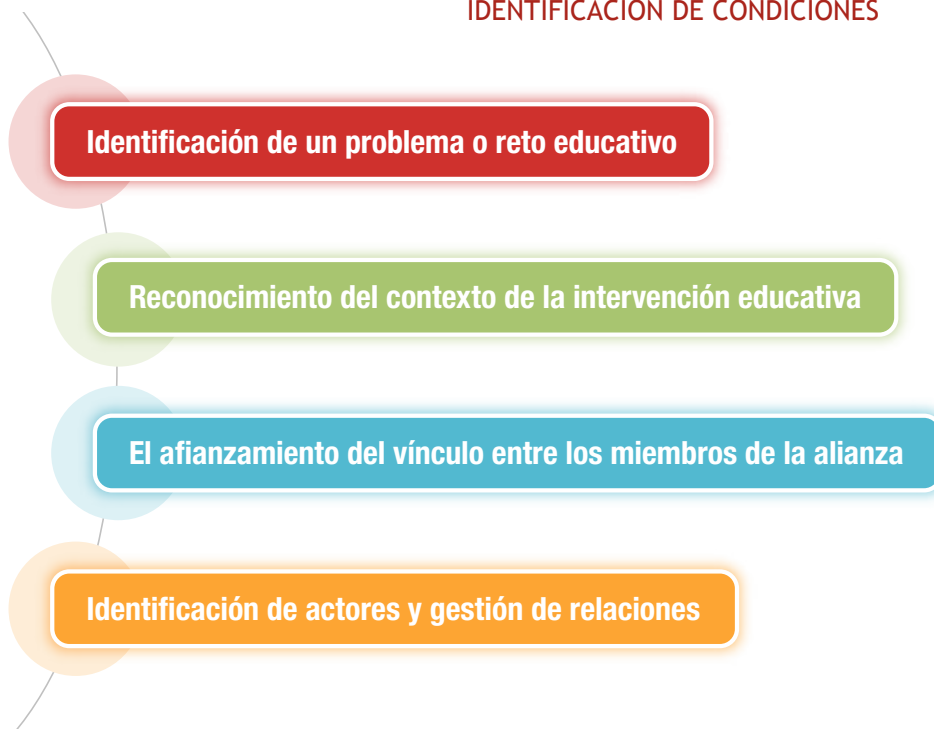 IDENTIFICACIÓN DE CONDICIONES
Identificación de un problema o reto educativo
Reconocimiento del contexto de la intervención educativa
El afianzamiento del vínculo entre los miembros de la alianza
Identificación de actores y gestión de relaciones